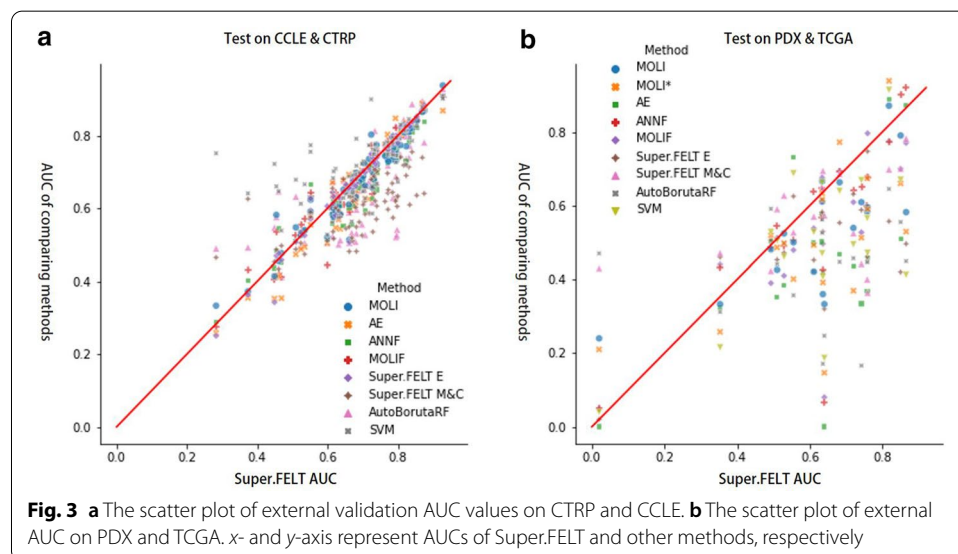 a
Test on CCLE & CTRP
AUC of comparing methods
0.8
0.6
0.4
0.2
0.0
0.0 0.2 0.4 0.6 0.8
Super.FELT AUC
Method
MOLI
AE
ANNF
MOLIF
Super.FELT E
Super.FELT M&C
AutoBorutaRF
SVM
b
Test on PDX & TCGA
Method
MOLI
MOLI*
AE
ANNF
MOLIF
Super.FELT E
Super.FELT M&C
AutoBorutaRF
SVM
AUC of comparing methods
0.8
0.6
0.4
0.2
0.0
0.0 0.2 0.4 0.6 0.8
Super.FELT AUC
Fig. 3 a The scatter plot of external validation AUC values on CTRP and CCLE. b The scatter plot of external
AUC on PDX and TCGA. x- and y-axis represent AUCs of Super.FELT and other methods, respectively